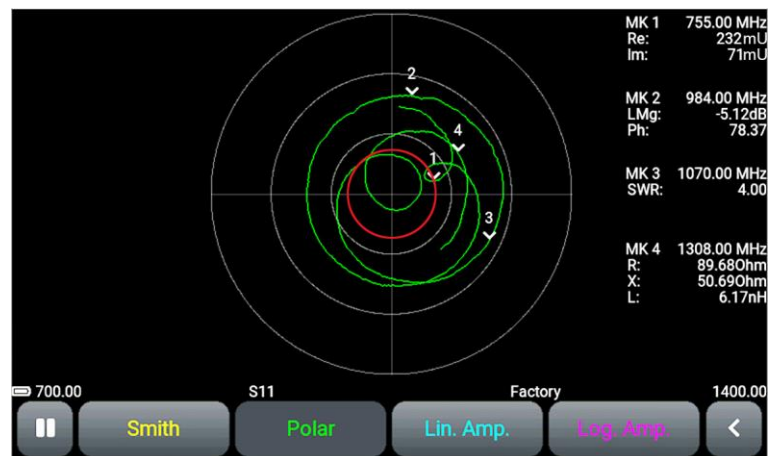 MK 1 755.00 MHz
Re: 232mU
Im: 71mU
MK 2 984.00 MHz
LMg: -5.12dB
Ph: 78.37
MK 3 1070.00 MHz
SWR: 4.00
MK 4 1308.00 MHz
R: 89.68Ohm
X: 50.69Ohm
L: 6.17nH
2
4
1
3
700.00 S11 Factory 1400.00
Smith Polar Lin. Amp. Log. Amp.